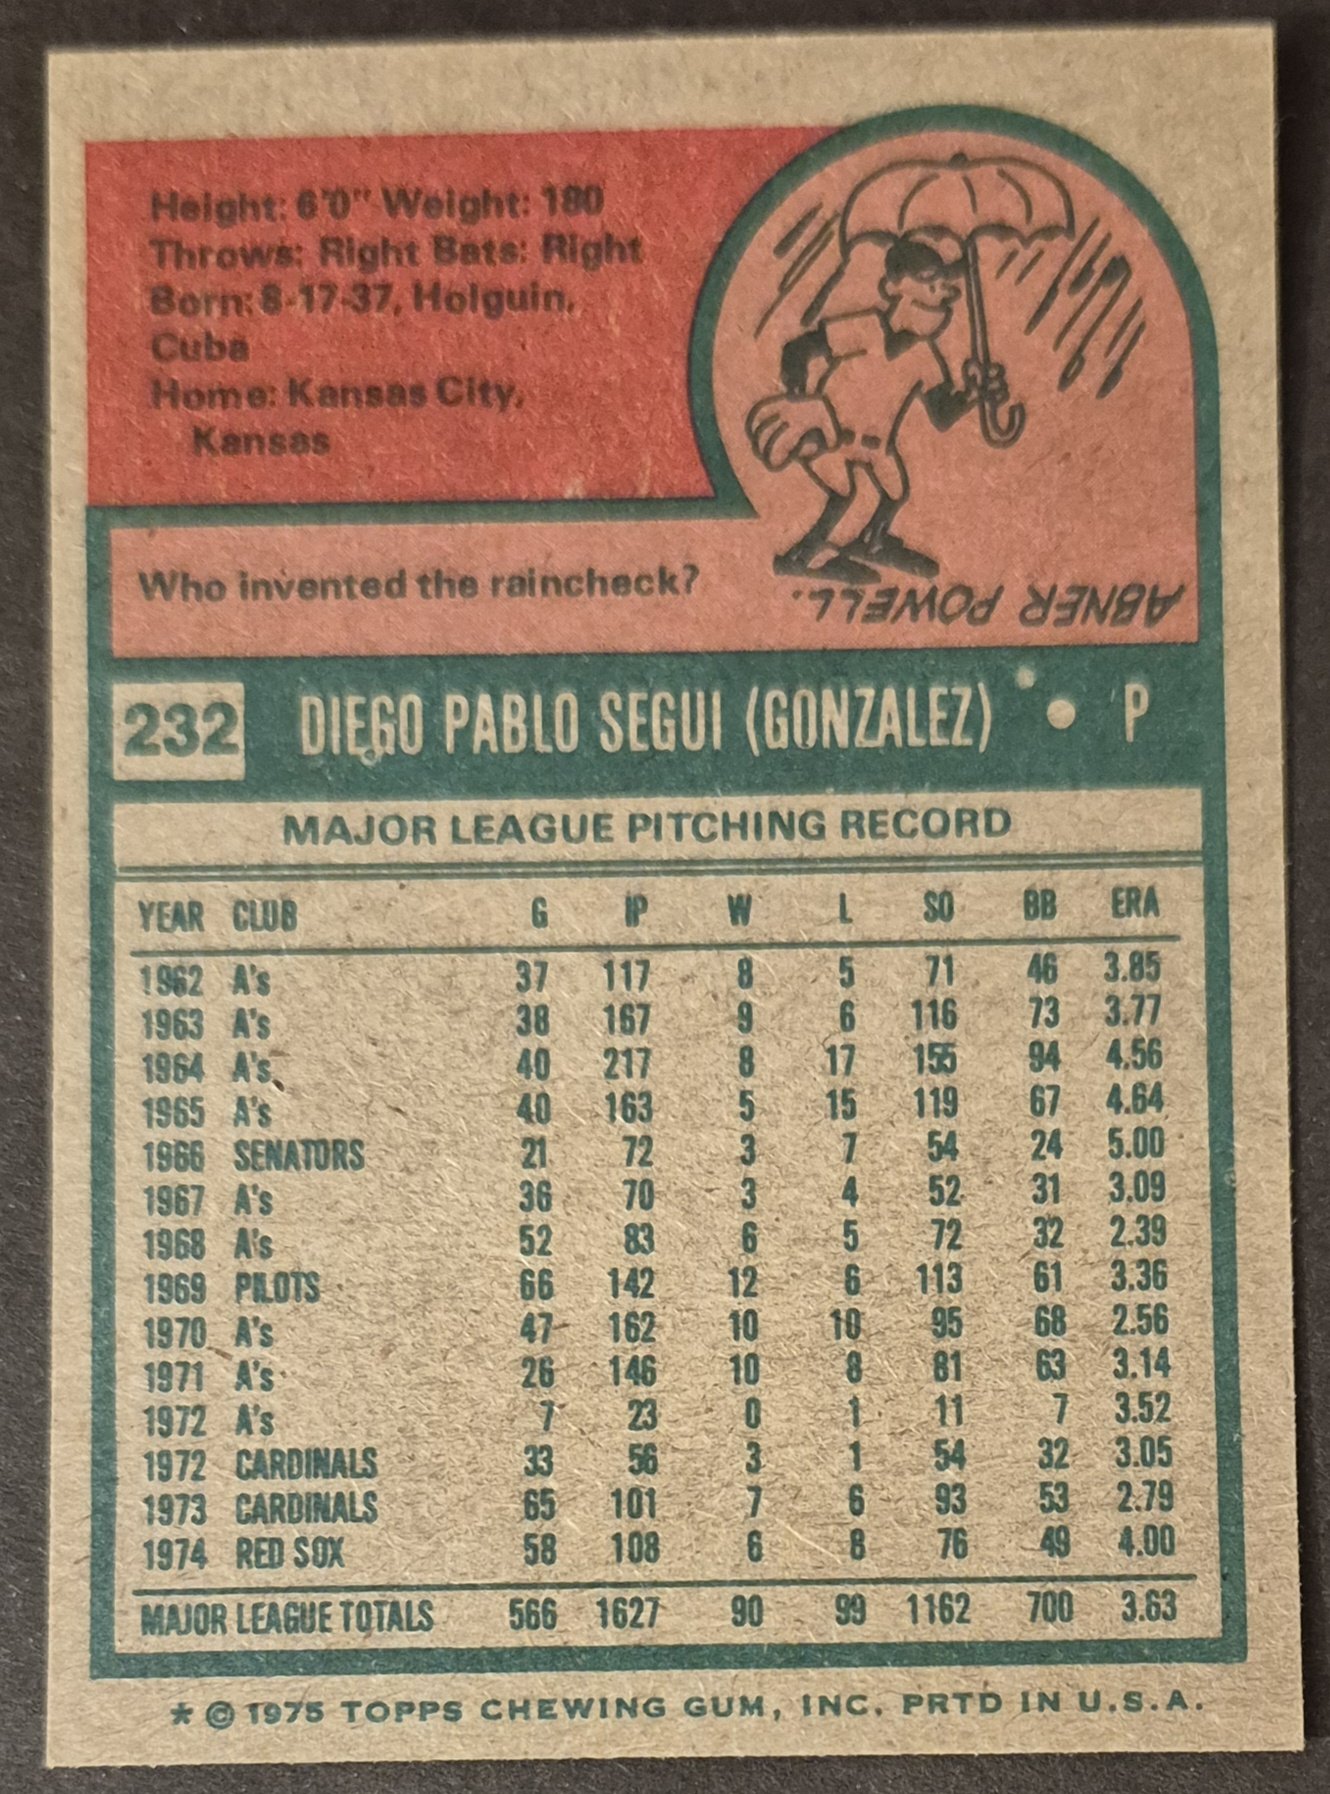 Height: 6'0" Weight: 180
Throws: Right Bats: Right
Born: 8-17-37, Holguin,
Cuba
Home: Kansas City,
Kansas
Who invented the raincheck?
ABNER POWELL.
232 DIEGO PABLO SEGUI (GONZALEZ) • P
MAJOR LEAGUE PITCHING RECORD
YEAR CLUB G IP W L SO BB ERA
1962 A's 37 117 8 5 71 46 3.85
1963 A's 38 167 9 6 116 73 3.77
1964 A's 40 217 8 17 155 94 4.56
1965 A's 40 163 5 15 119 67 4.64
1966 SENATORS 21 72 3 7 54 24 5.00
1967 A's 36 70 3 4 52 31 3.09
1968 A's 52 83 6 5 72 32 2.39
1969 PILOTS 66 142 12 6 113 61 3.36
1970 A's 47 162 10 10 95 68 2.56
1971 A's 26 146 10 8 81 63 3.14
1972 A's 7 23 0 1 11 7 3.52
1972 CARDINALS 33 56 3 1 54 32 3.05
1973 CARDINALS 65 101 7 6 93 53 2.79
1974 RED SOX 58 108 6 8 76 49 4.00
MAJOR LEAGUE TOTALS 566 1627 90 99 1162 700 3.63
* © 1975 TOPPS CHEWING GUM, INC. PRTD IN U.S.A.